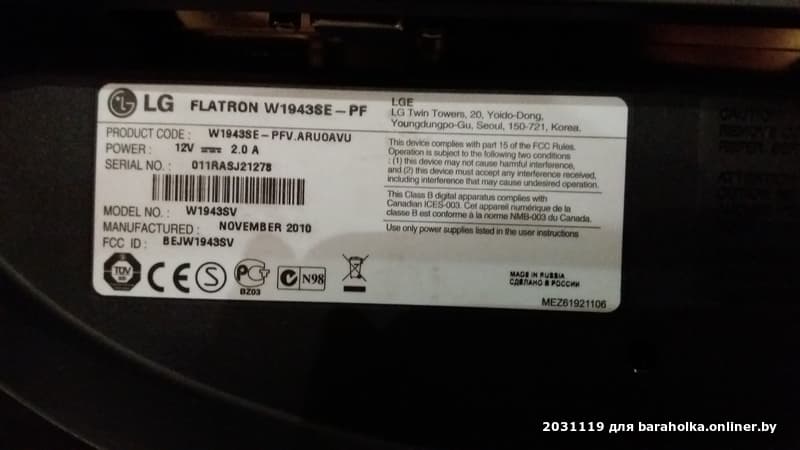 LG FLATRON W1943SE-PF
PRODUCT CODE : W1943SE-PFV.ARUOAVU
POWER : 12V 2.0 A
SERIAL NO. : 011RASJ21278
MODEL NO. : W1943SV
MANUFACTURED : NOVEMBER 2010
FCC ID : BEJW1943SV
TÜV
CE
S
PCT
BZ03
N98
LGE
LG Twin Towers, 20, Yoido-Dong,
Youngdungpo-Gu, Seoul, 150-721, Korea.
This device complies with part 15 of the FCC Rules.
Operation is subject to the following two conditions
: (1) this device may not cause harmful interference,
and (2) this device must accept any interference received,
including interference that may cause undesired operation.
This Class B digital apparatus complies with
Canadian ICES-003. Cet appareil numérique de la
classe B est conforme à la norme NMB-003 du Canada.
Use only power supplies listed in the user instructions
MADE IN RUSSIA
СДЕЛАНО В РОССИИ
MEZ61921106
2031119 для baraholka.onliner.by